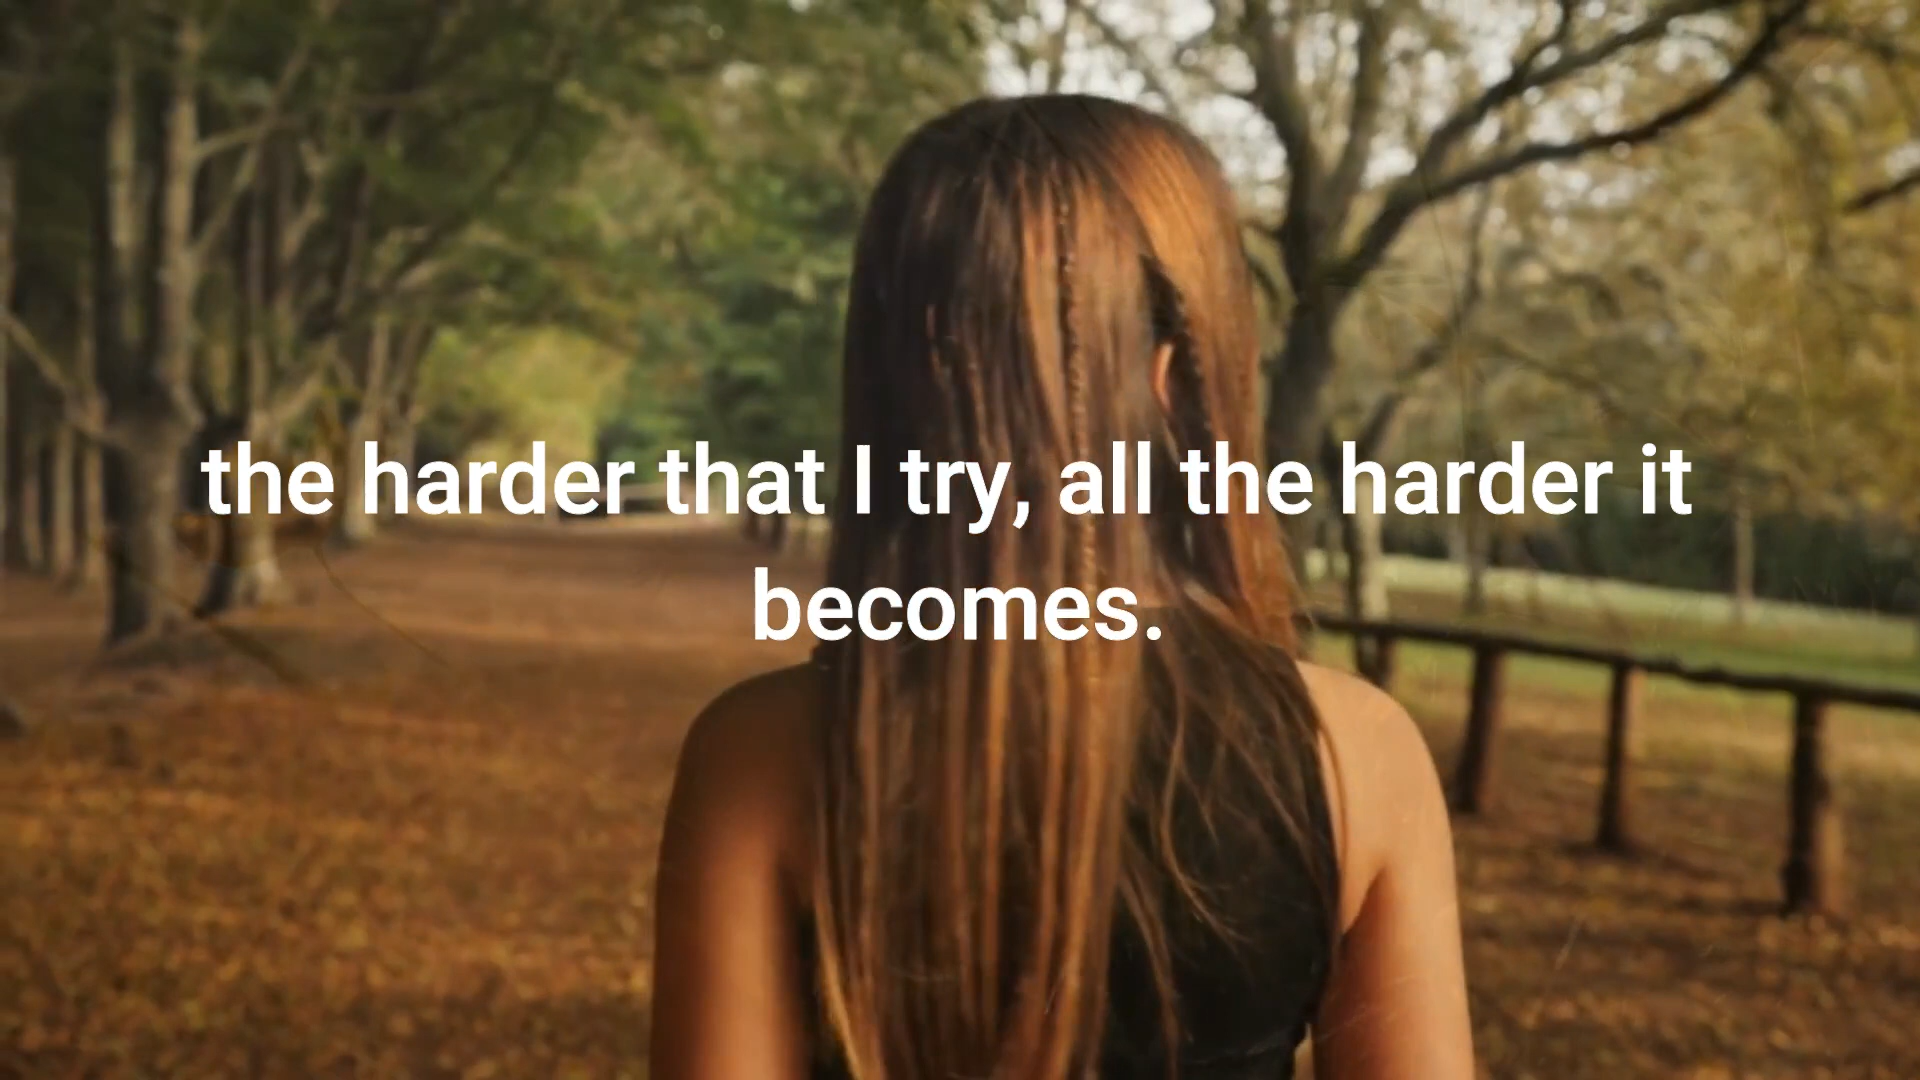 the harder that I try, all the harder it
becomes.